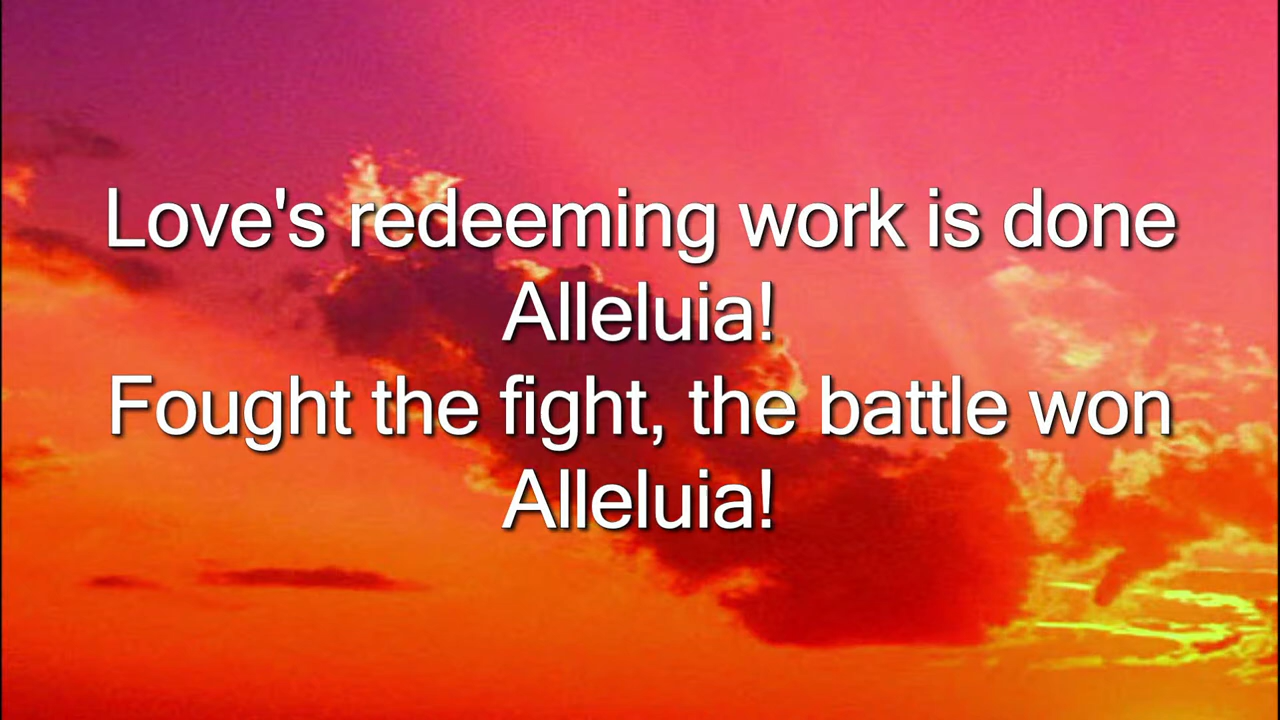 Love's redeeming work is done
Alleluia!
Fought the fight, the battle won
Alleluia!